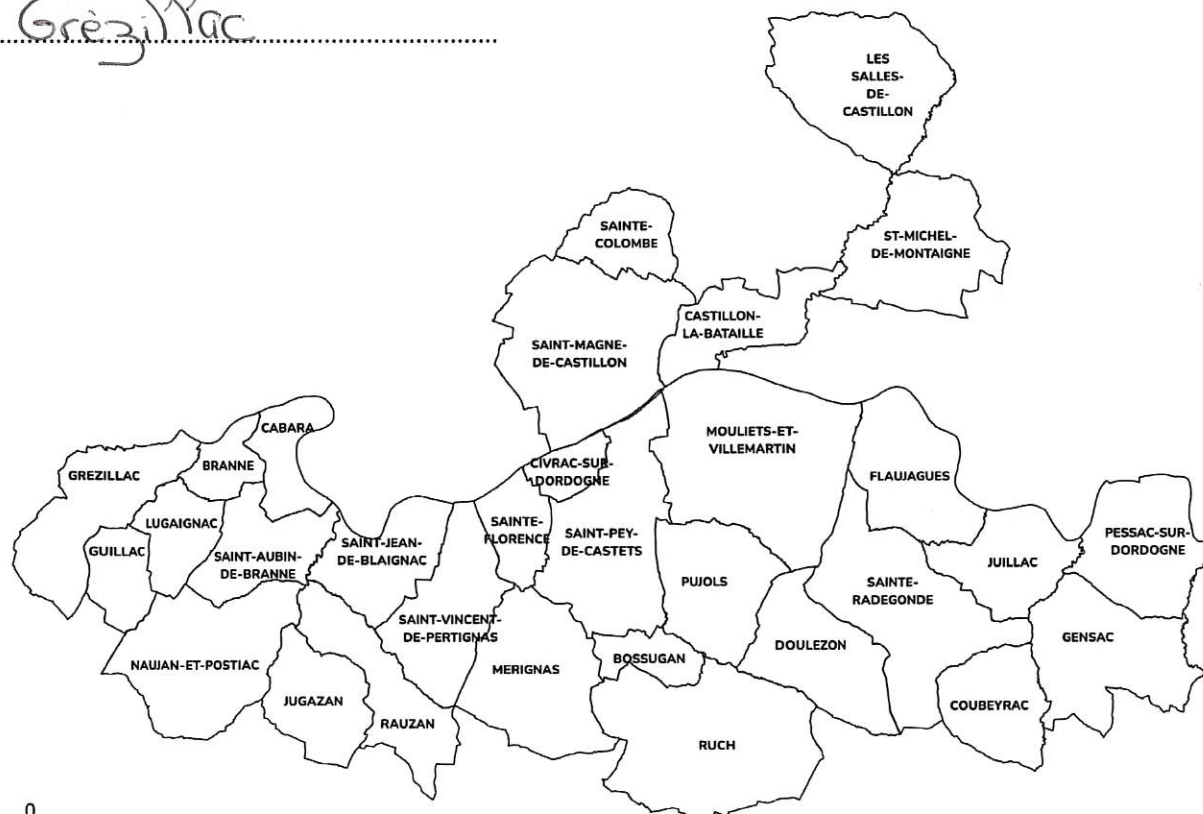 Grèzillac
LES
SALLES-
DE-
CASTILLON
SAINTE-
COLOMBE
ST-MICHEL-
DE-MONTAIGNE
CASTILLON-
LA-BATAILLE
SAINT-MAGNE-
DE-CASTILLON
CABARA
MOULIETS-ET-
VILLEMARTIN
GREZILLAC
BRANNE
CIVRAC-SUR-
DORDOGNE
FLAUJAGUES
LUGAIGNAC
SAINTE-
FLORENCE
SAINT-PEY-
DE-CASTETS
PESSAC-SUR-
DORDOGNE
GUILLAC
SAINT-AUBIN-
DE-BRANNE
SAINT-JEAN-
DE-BLAIGNAC
JUILLAC
PUJOLS
SAINTE-
RADEGONDE
SAINT-VINCENT-
DE-PERTIGNAS
GENSAC
NAUJAN-ET-POSTIAC
MERIGNAS
BOSSUGAN
DOULEZON
JUGAZAN
RAUZAN
COUBEYRAC
RUCH
0